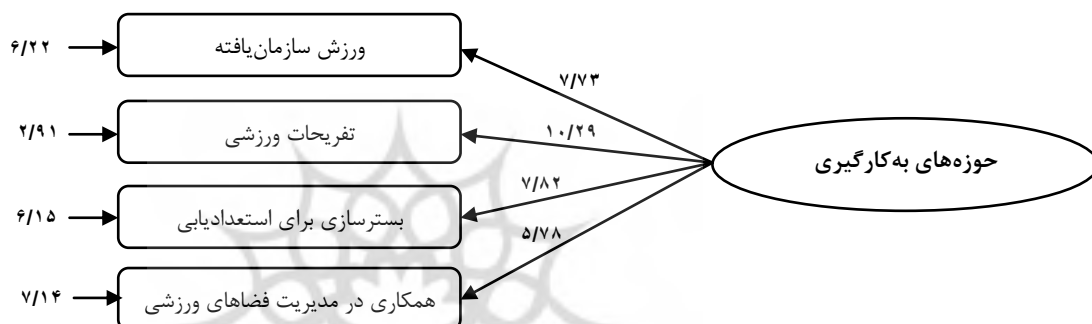 ورزش سازمان‌یافته
۶/۲۲
۷/۷۳
تفریحات ورزشی
۲/۹۱
۱۰/۲۹
حوزه‌های به‌کارگیری
بسترسازی برای استعدادیابی
۶/۱۵
۷/۸۲
۵/۷۸
همکاری در مدیریت فضاهای ورزشی
۷/۱۴